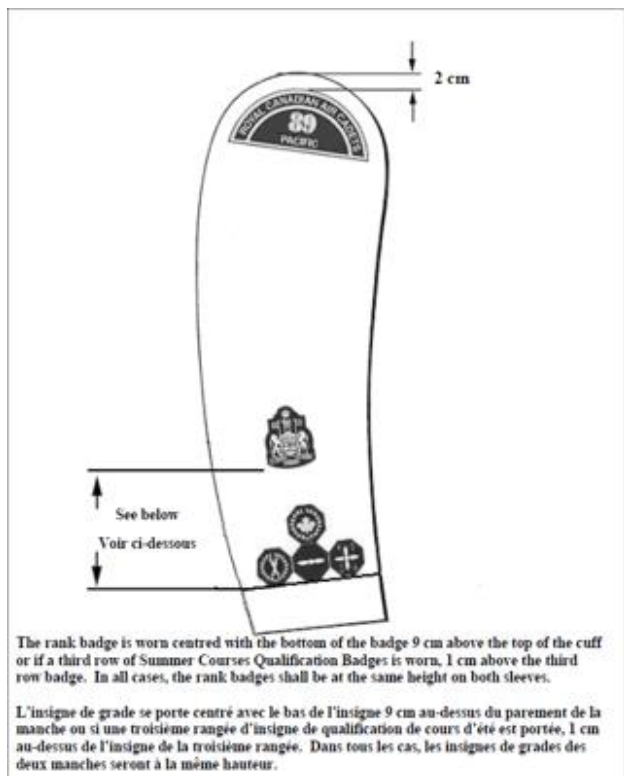 2 cm
ROYAL CANADIAN AIR CADETS
89
PACIFIC
See below
Voir ci-dessous
The rank badge is worn centred with the bottom of the badge 9 cm above the top of the cuff
or if a third row of Summer Courses Qualification Badges is worn, 1 cm above the third
row badge. In all cases, the rank badges shall be at the same height on both sleeves.
L'insigne de grade se porte centré avec le bas de l'insigne 9 cm au-dessus du parement de la
manche ou si une troisième rangée d'insigne de qualification de cours d'été est portée, 1 cm
au-dessus de l'insigne de la troisième rangée. Dans tous les cas, les insignes de grades des
deux manches seront à la même hauteur.